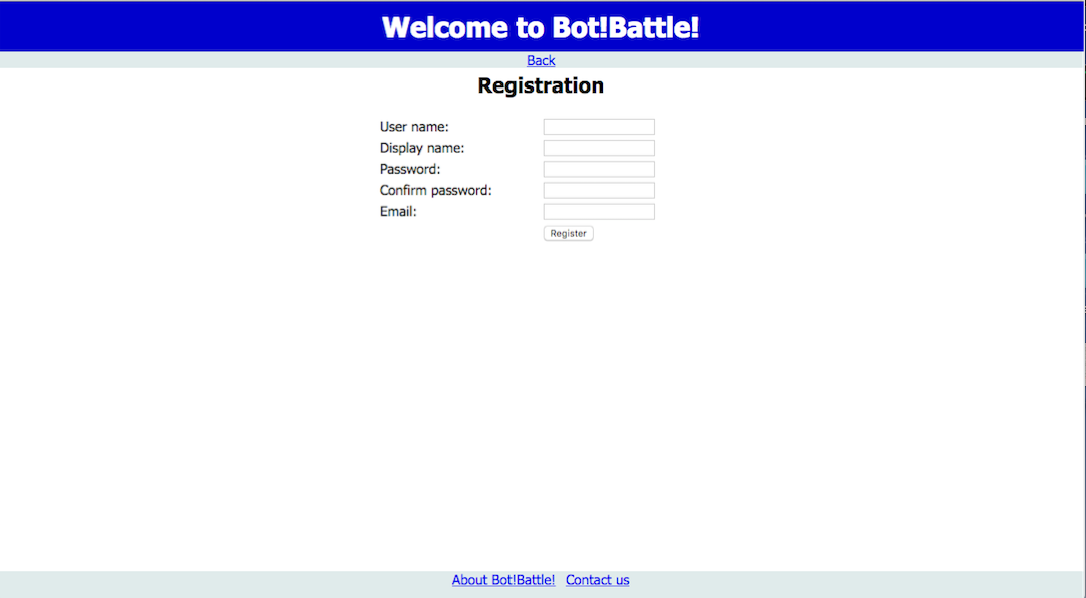 Welcome to Bot!Battle!
Back
Registration
User name:
Display name:
Password:
Confirm password:
Email:
Register
About Bot!Battle! Contact us